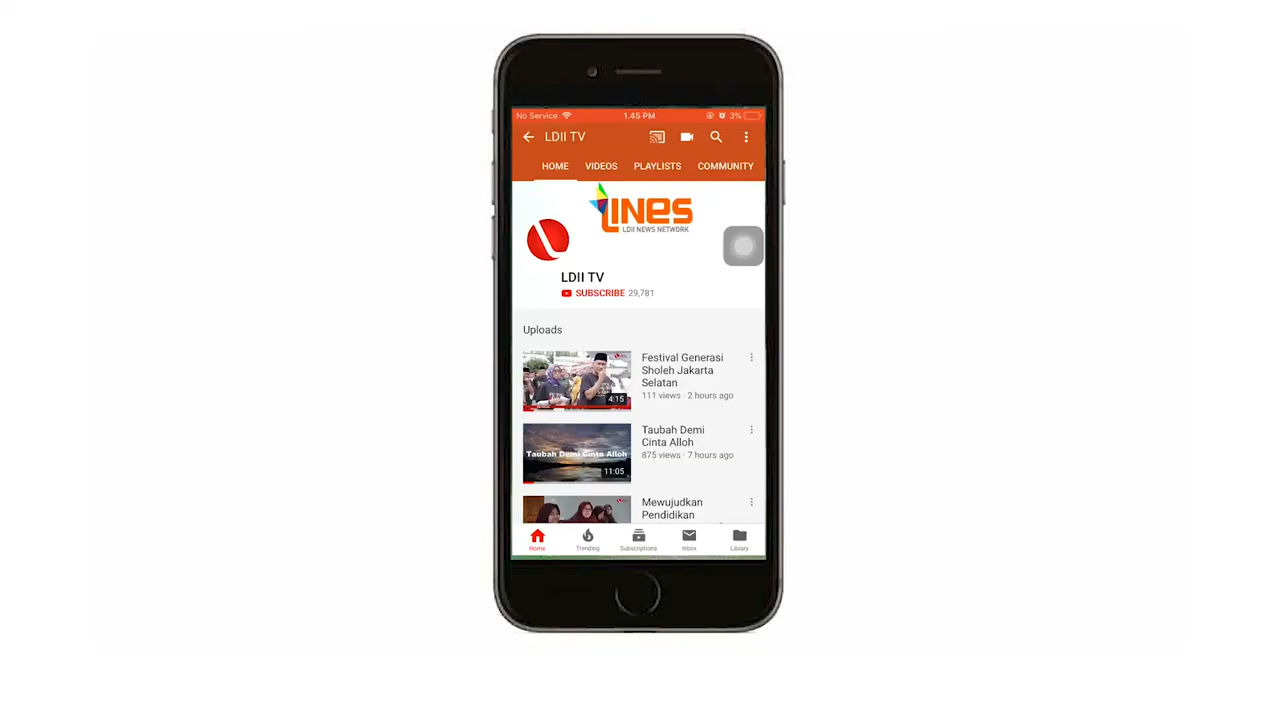 No Service 1.45 PM 3%
LDII TV
HOME VIDEOS PLAYLISTS COMMUNITY
LINES
LDII NEWS NETWORK
LDII TV
SUBSCRIBE 29,781
Uploads
Festival Generasi
Sholeh Jakarta
Selatan
111 views · 2 hours ago
4:15
Taubah Demi
Cinta Alloh
875 views · 7 hours ago
Taubah Demi Cinta Alloh
11:05
Mewujudkan
Pendidikan
Home Trending Subscriptions Inbox Library